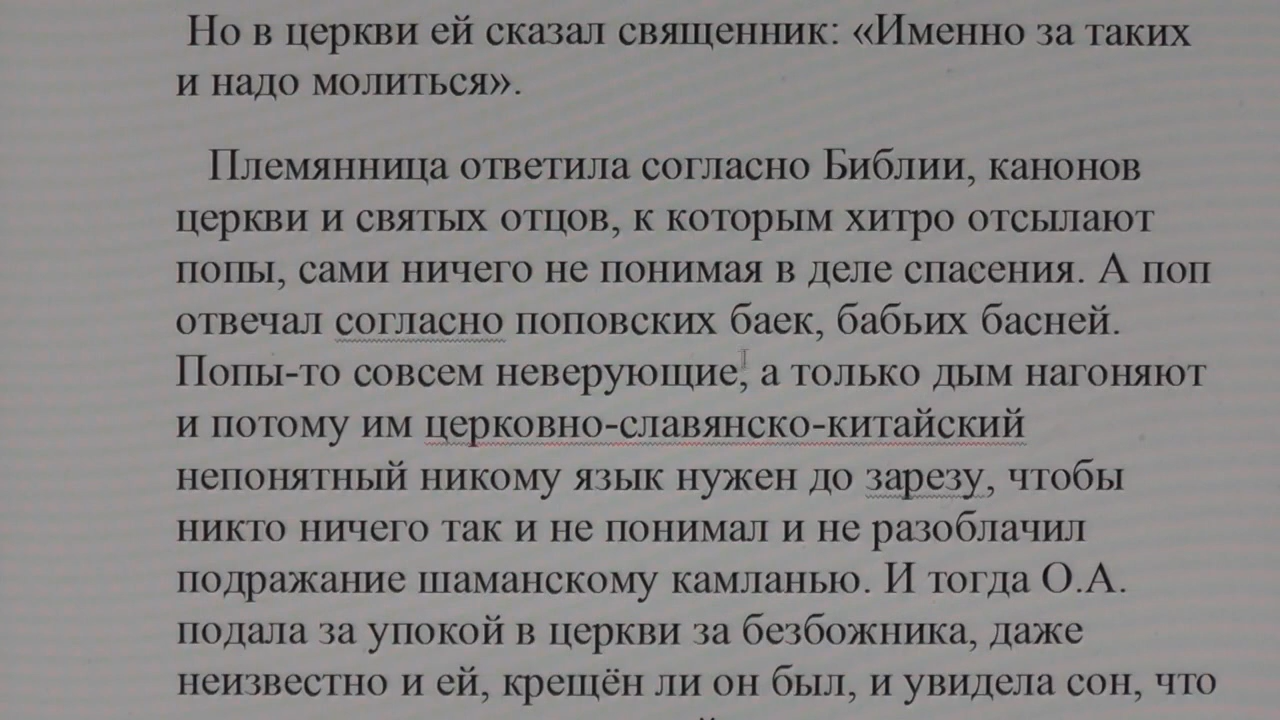 Но в церкви ей сказал священник: «Именно за таких
и надо молиться».
Племянница ответила согласно Библии, канонов
церкви и святых отцов, к которым хитро отсылают
попы, сами ничего не понимая в деле спасения. А поп
отвечал согласно поповских баек, бабьих басней.
Попы-то совсем неверующие, а только дым нагоняют
и потому им церковно-славянско-китайский
непонятный никому язык нужен до зарезу, чтобы
никто ничего так и не понимал и не разоблачил
подражание шаманскому камланью. И тогда О.А.
подала за упокой в церкви за безбожника, даже
неизвестно и ей, крещён ли он был, и увидела сон, что